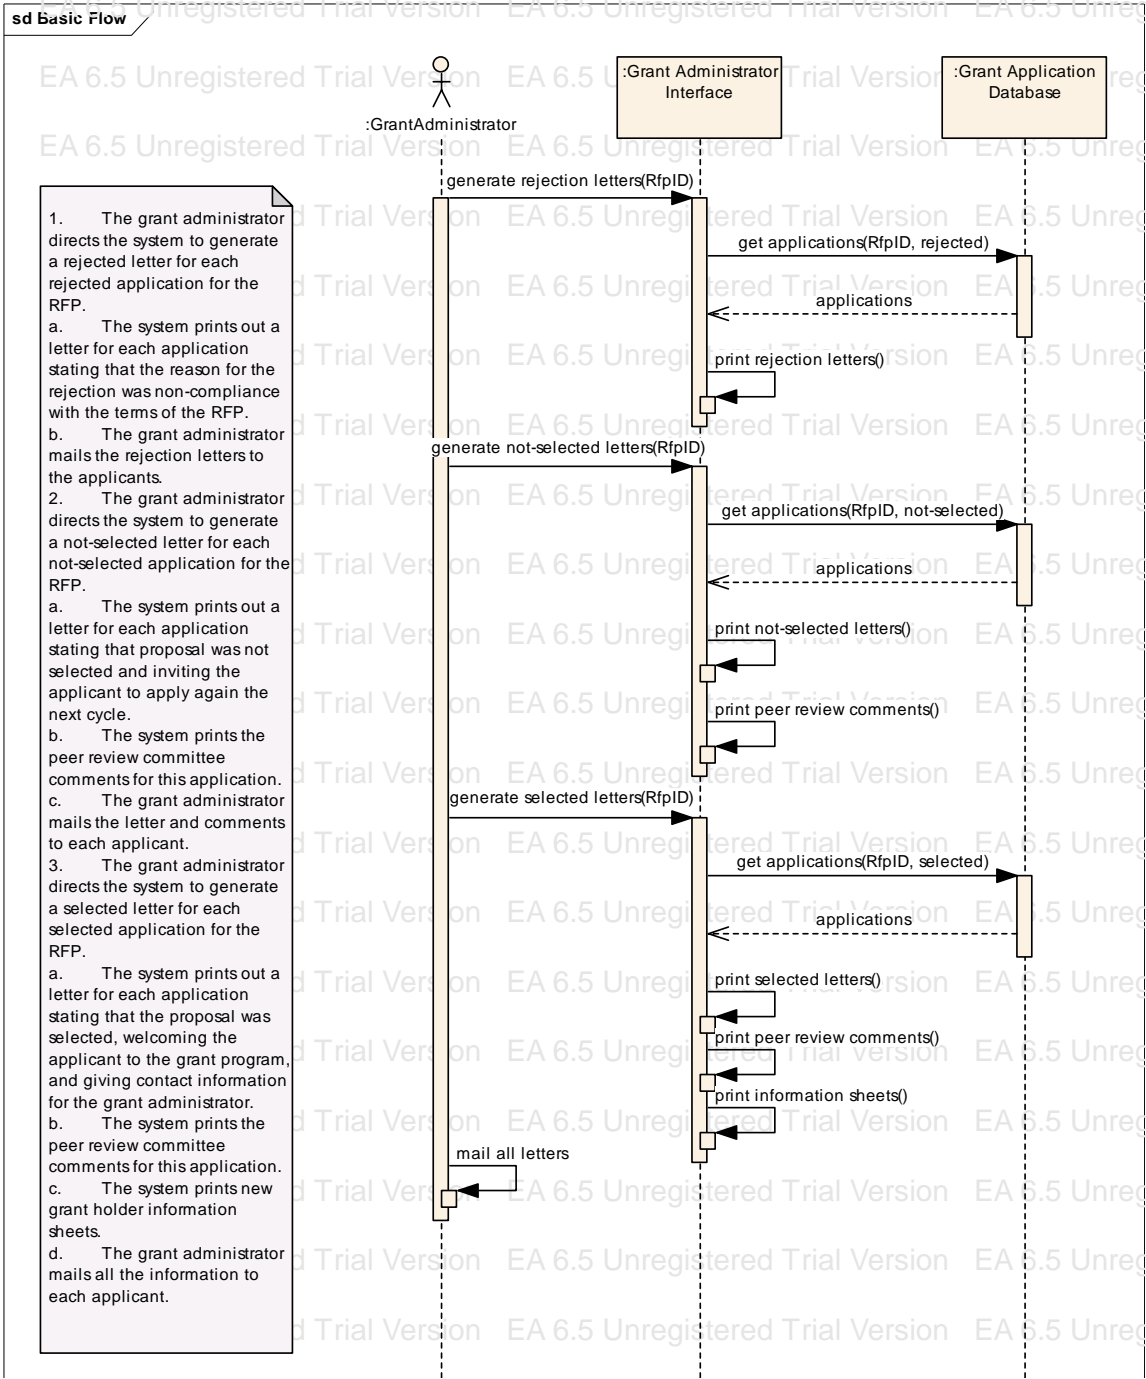 sd Basic Flow
:GrantAdministrator
:Grant Administrator
Interface
:Grant Application
Database
1. The grant administrator
directs the system to generate
a rejected letter for each
rejected application for the
RFP.
a. The system prints out a
letter for each application
stating that the reason for the
rejection was non-compliance
with the terms of the RFP.
b. The grant administrator
mails the rejection letters to
the applicants.
2. The grant administrator
directs the system to generate
a not-selected letter for each
not-selected application for the
RFP.
a. The system prints out a
letter for each application
stating that proposal was not
selected and inviting the
applicant to apply again the
next cycle.
b. The system prints the
peer review committee
comments for this application.
c. The grant administrator
mails the letter and comments
to each applicant.
3. The grant administrator
directs the system to generate
a selected letter for each
selected application for the
RFP.
a. The system prints out a
letter for each application
stating that the proposal was
selected, welcoming the
applicant to the grant program,
and giving contact information
for the grant administrator.
b. The system prints the
peer review committee
comments for this application.
c. The system prints new
grant holder information
sheets.
d. The grant administrator
mails all the information to
each applicant.
generate rejection letters(RfpID)
get applications(RfpID, rejected)
applications
print rejection letters()
generate not-selected letters(RfpID)
get applications(RfpID, not-selected)
applications
print not-selected letters()
print peer review comments()
generate selected letters(RfpID)
get applications(RfpID, selected)
applications
print selected letters()
print peer review comments()
print information sheets()
mail all letters
EA 6.5 Unregistered Trial Version